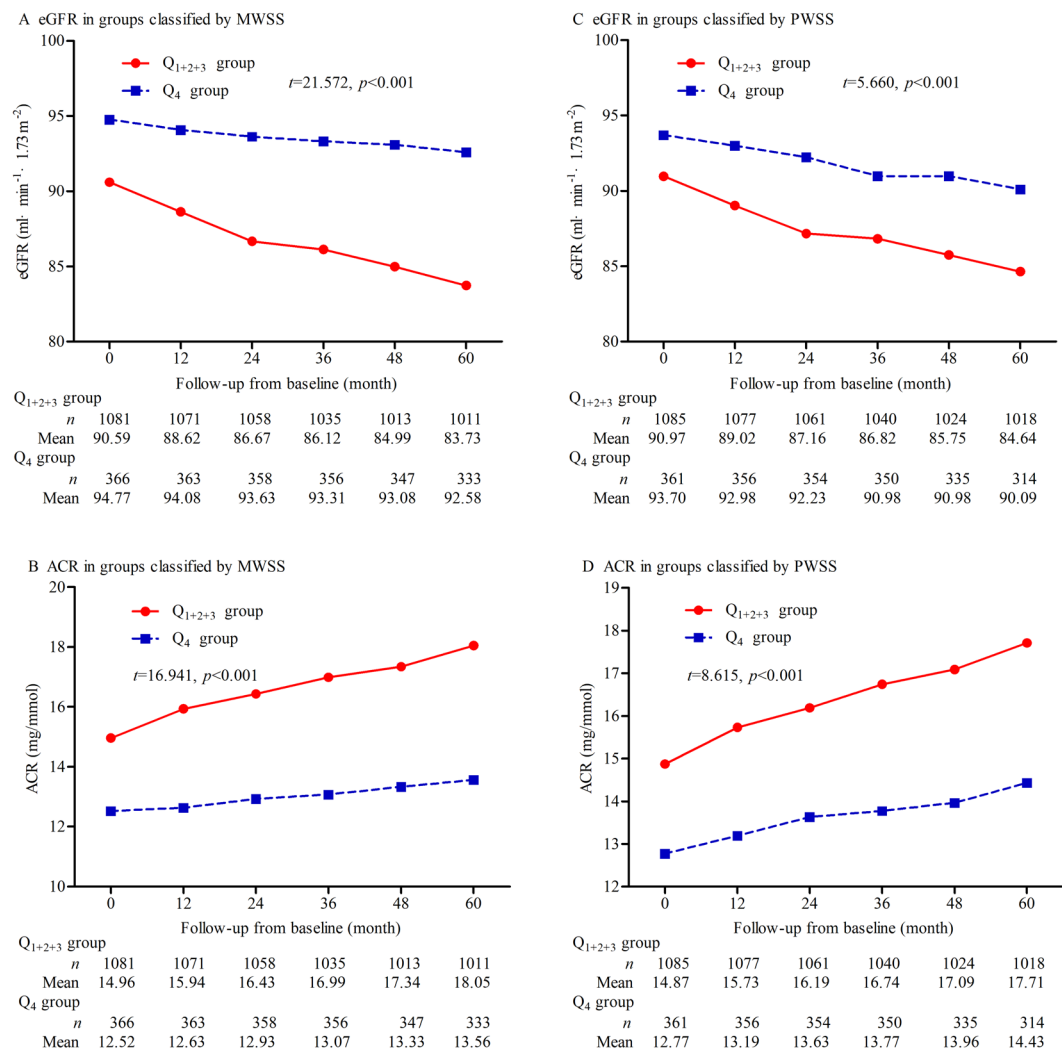 A eGFR in groups classified by MWSS
100
95
90
85
80
eGFR (ml· min⁻¹· 1.73m⁻²)
Q₁₊₂₊₃ group
Q₄ group
t=21.572, p<0.001
0 12 24 36 48 60
Follow-up from baseline (month)
Q₁₊₂₊₃ group
n 1081 1071 1058 1035 1013 1011
Mean 90.59 88.62 86.67 86.12 84.99 83.73
Q₄ group
n 366 363 358 356 347 333
Mean 94.77 94.08 93.63 93.31 93.08 92.58
C eGFR in groups classified by PWSS
100
95
90
85
80
eGFR (ml· min⁻¹· 1.73m⁻²)
Q₁₊₂₊₃ group
Q₄ group
t=5.660, p<0.001
0 12 24 36 48 60
Follow-up from baseline (month)
Q₁₊₂₊₃ group
n 1085 1077 1061 1040 1024 1018
Mean 90.97 89.02 87.16 86.82 85.75 84.64
Q₄ group
n 361 356 354 350 335 314
Mean 93.70 92.98 92.23 90.98 90.98 90.09
B ACR in groups classified by MWSS
20
18
16
14
12
10
ACR (mg/mmol)
Q₁₊₂₊₃ group
Q₄ group
t=16.941, p<0.001
0 12 24 36 48 60
Follow-up from baseline (month)
Q₁₊₂₊₃ group
n 1081 1071 1058 1035 1013 1011
Mean 14.96 15.94 16.43 16.99 17.34 18.05
Q₄ group
n 366 363 358 356 347 333
Mean 12.52 12.63 12.93 13.07 13.33 13.56
D ACR in groups classified by PWSS
19
18
17
16
15
14
13
12
ACR (mg/mmol)
Q₁₊₂₊₃ group
Q₄ group
t=8.615, p<0.001
0 12 24 36 48 60
Follow-up from baseline (month)
Q₁₊₂₊₃ group
n 1085 1077 1061 1040 1024 1018
Mean 14.87 15.73 16.19 16.74 17.09 17.71
Q₄ group
n 361 356 354 350 335 314
Mean 12.77 13.19 13.63 13.77 13.96 14.43